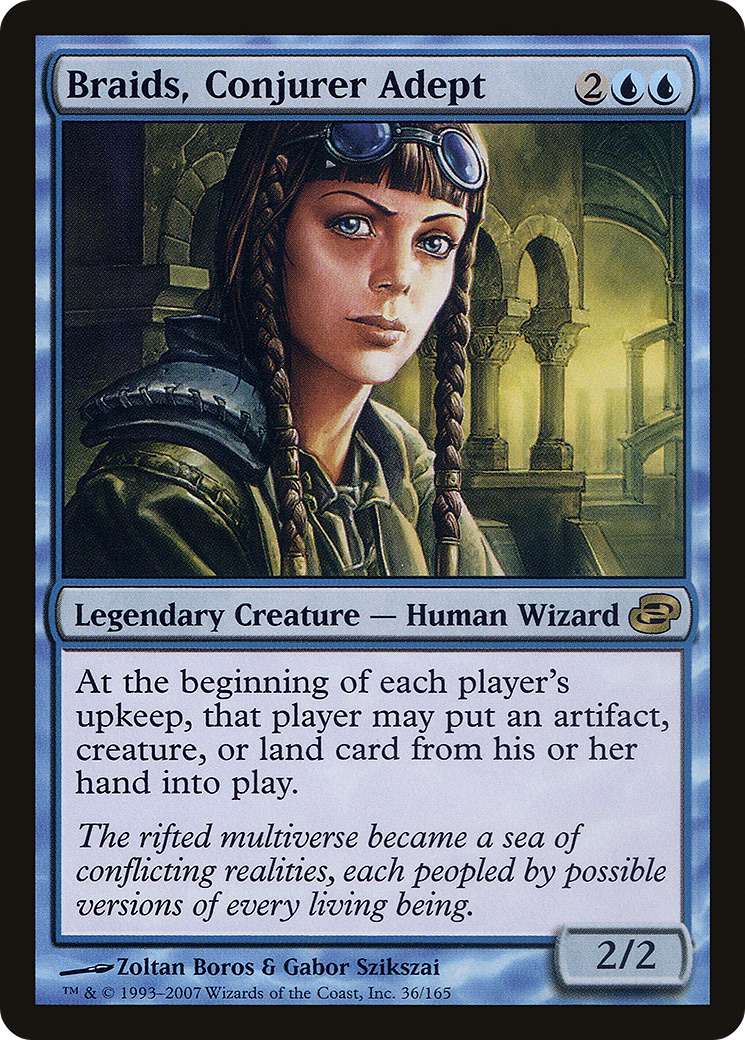 Braids, Conjurer Adept 2
Legendary Creature — Human Wizard
At the beginning of each player's
upkeep, that player may put an artifact,
creature, or land card from his or her
hand into play.
The rifted multiverse became a sea of
conflicting realities, each peopled by possible
versions of every living being.
2/2
Zoltan Boros & Gabor Szikszai
™ & © 1993–2007 Wizards of the Coast, Inc. 36/165